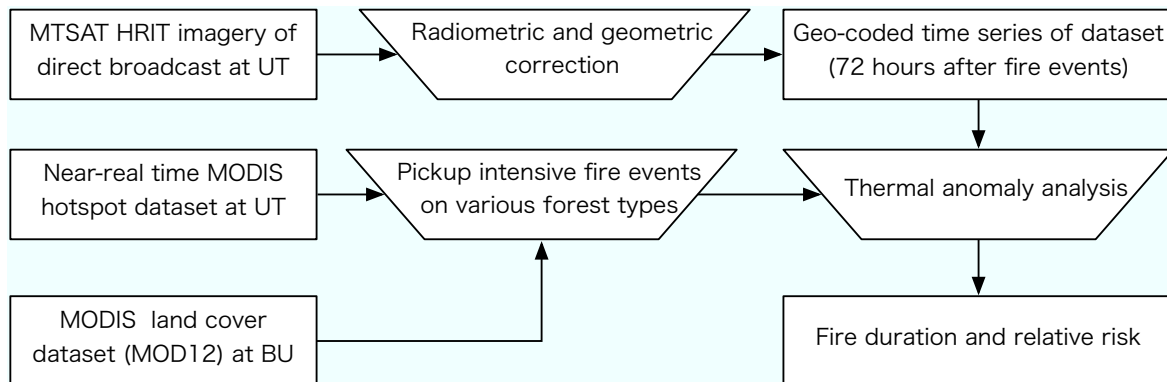 MTSAT HRIT imagery of
direct broadcast at UT
Radiometric and geometric
correction
Geo-coded time series of dataset
(72 hours after fire events)
Near-real time MODIS
hotspot dataset at UT
Pickup intensive fire events
on various forest types
Thermal anomaly analysis
MODIS  land cover
dataset (MOD12) at BU
Fire duration and relative risk